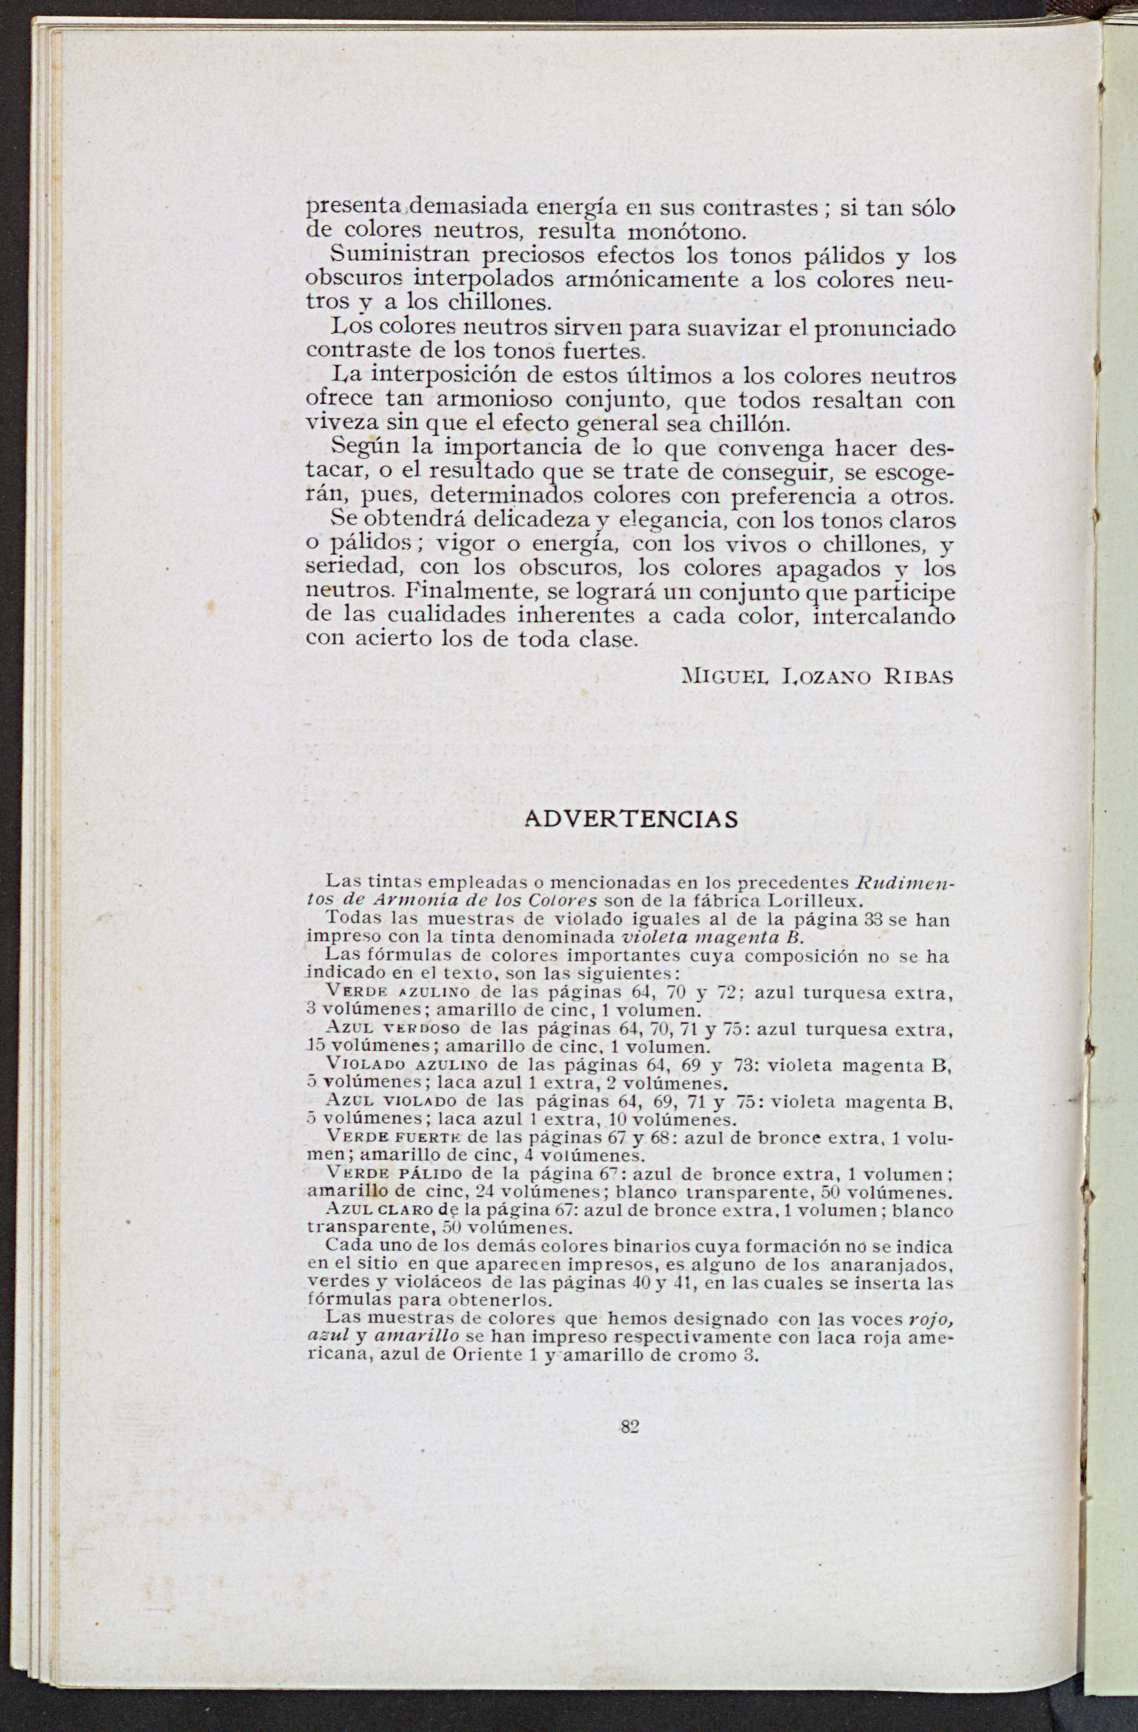 presenta demasiada energía en sus contrastes; si tan sólo
de colores neutros, resulta monótono.
Suministran preciosos efectos los tonos pálidos y los
obscuros interpolados armónicamente a los colores neu-
tros y a los chillones.
Los colores neutros sirven para suavizar el pronunciado
contraste de los tonos fuertes.
La interposición de estos últimos a los colores neutros
ofrece tan armonioso conjunto, que todos resaltan con
viveza sin que el efecto general sea chillón.
Según la importancia de lo que convenga hacer des-
tacar, o el resultado que se trate de conseguir, se escoge-
rán, pues, determinados colores con preferencia a otros.
Se obtendrá delicadeza y elegancia, con los tonos claros
o pálidos; vigor o energía, con los vivos o chillones, y
seriedad, con los obscuros, los colores apagados y los
neutros. Finalmente, se logrará un conjunto que participe
de las cualidades inherentes a cada color, intercalando
con acierto los de toda clase.
MIGUEL LOZANO RIBAS
ADVERTENCIAS
Las tintas empleadas o mencionadas en los precedentes Rudimen-
tos de Armonía de los Colores son de la fábrica Lorilleux.
Todas las muestras de violado iguales al de la página 33 se han
impreso con la tinta denominada violeta magenta B.
Las fórmulas de colores importantes cuya composición no se ha
indicado en el texto, son las siguientes:
VERDE AZULINO de las páginas 64, 70 y 72; azul turquesa extra,
3 volúmenes; amarillo de cinc, 1 volumen.
AZUL VERDOSO de las páginas 64, 70, 71 y 75: azul turquesa extra,
15 volúmenes; amarillo de cinc, 1 volumen.
VIOLADO AZULINO de las páginas 64, 69 y 73: violeta magenta B,
5 volúmenes; laca azul 1 extra, 2 volúmenes.
AZUL VIOLADO de las páginas 64, 69, 71 y 75: violeta magenta B,
5 volúmenes; laca azul 1 extra, 10 volúmenes.
VERDE FUERTE de las páginas 67 y 68: azul de bronce extra, 1 volu-
men; amarillo de cinc, 4 volúmenes.
VERDE PÁLIDO de la página 67: azul de bronce extra, 1 volumen;
amarillo de cinc, 24 volúmenes; blanco transparente, 50 volúmenes.
AZUL CLARO de la página 67: azul de bronce extra, 1 volumen; blanco
transparente, 50 volúmenes.
Cada uno de los demás colores binarios cuya formación no se indica
en el sitio en que aparecen impresos, es alguno de los anaranjados,
verdes y violáceos de las páginas 40 y 41, en las cuales se inserta las
fórmulas para obtenerlos.
Las muestras de colores que hemos designado con las voces rojo,
azul y amarillo se han impreso respectivamente con laca roja ame-
ricana, azul de Oriente 1 y amarillo de cromo 3.
82